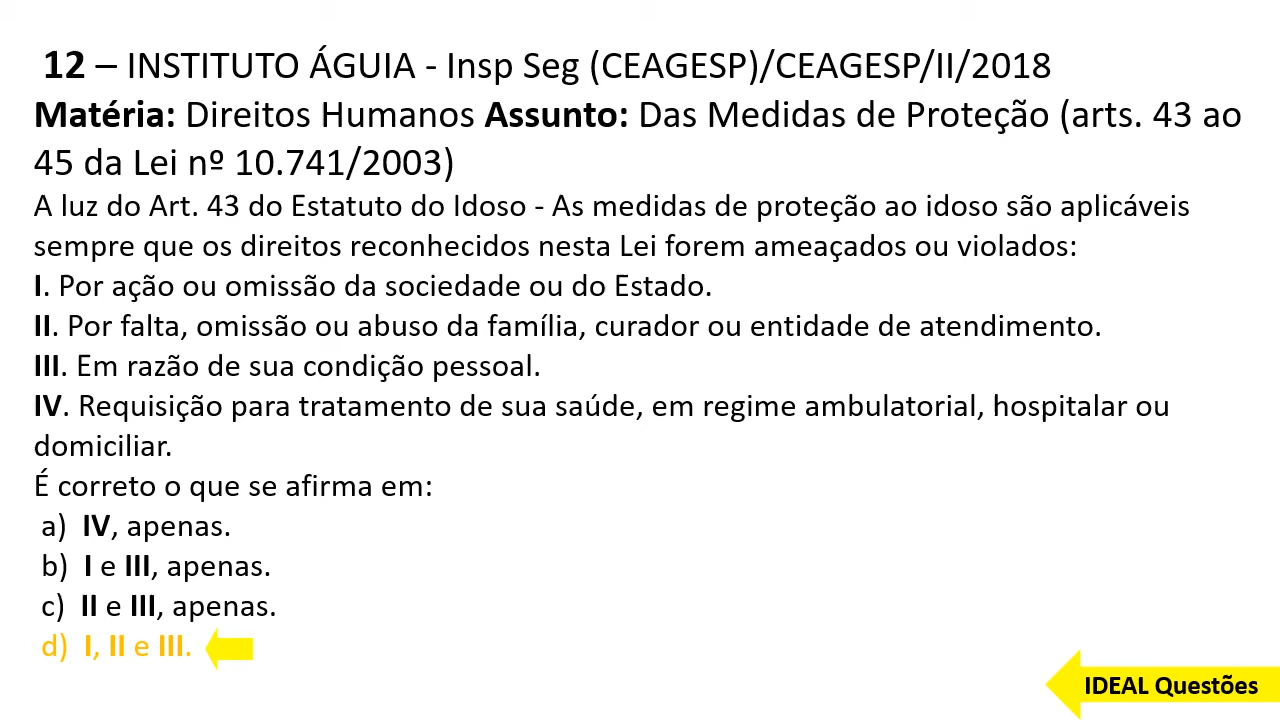 12 – INSTITUTO ÁGUIA - Insp Seg (CEAGESP)/CEAGESP/II/2018
Matéria: Direitos Humanos Assunto: Das Medidas de Proteção (arts. 43 ao
45 da Lei nº 10.741/2003)
A luz do Art. 43 do Estatuto do Idoso - As medidas de proteção ao idoso são aplicáveis
sempre que os direitos reconhecidos nesta Lei forem ameaçados ou violados:
I. Por ação ou omissão da sociedade ou do Estado.
II. Por falta, omissão ou abuso da família, curador ou entidade de atendimento.
III. Em razão de sua condição pessoal.
IV. Requisição para tratamento de sua saúde, em regime ambulatorial, hospitalar ou
domiciliar.
É correto o que se afirma em:
a) IV, apenas.
b) I e III, apenas.
c) II e III, apenas.
d) I, II e III.
IDEAL Questões